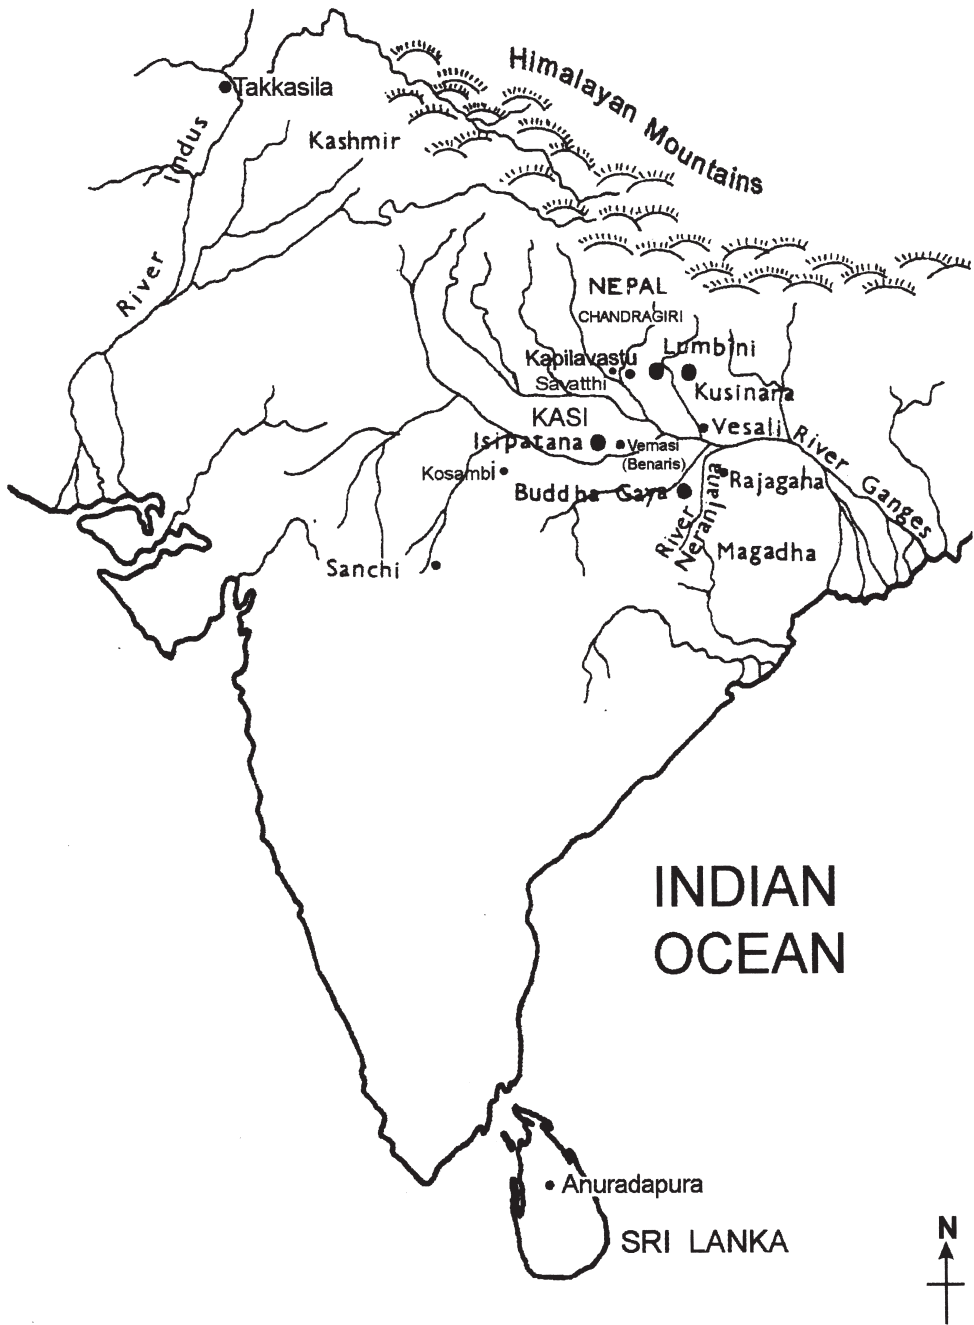 Himalayan Mountains
Takkasila
Kashmir
Indus
River
NEPAL
CHANDRAGIRI
Lumbini
Kapilavastu
Savatthi
Kusinara
KASI
Vesali
Isipatana
Vernasi
(Benaris)
River Ganges
Kosambi
Rajagaha
Buddha Gaya
River
Neranjana
Magadha
Sanchi
INDIAN
OCEAN
Anuradapura
SRI LANKA
N